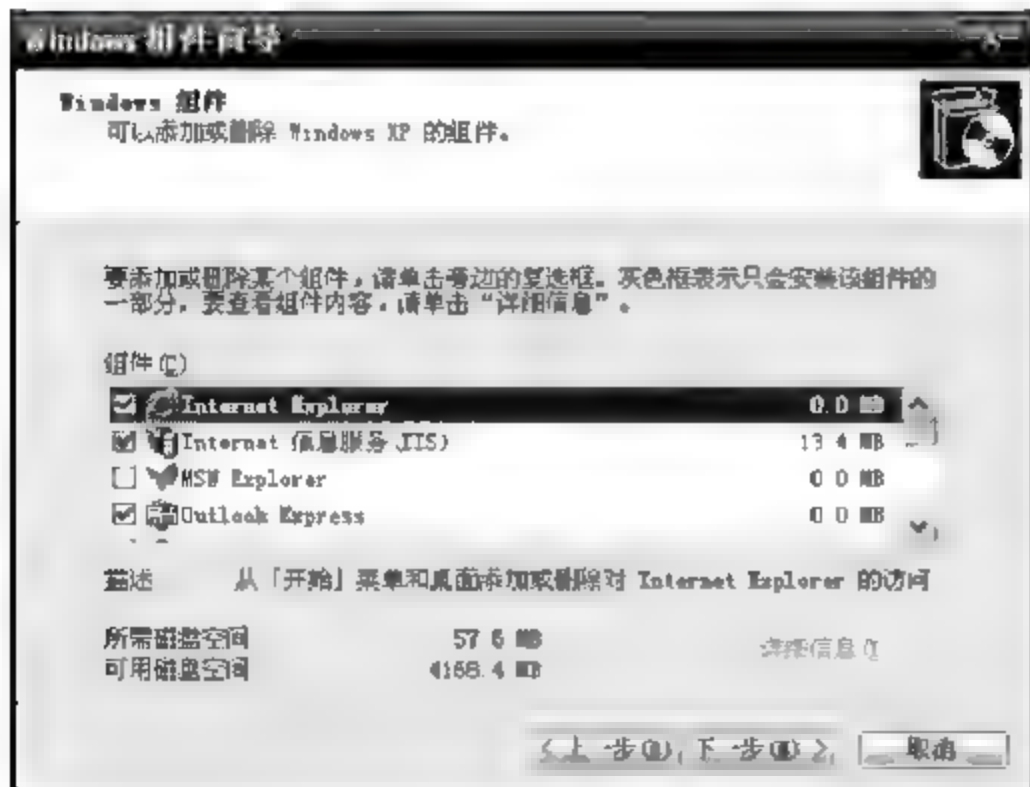 Windows 组件向导
Windows 组件
可以添加或删除 Windows XP 的组件。
要添加或删除某个组件，请单击旁边的复选框。灰色框表示只会安装该组件的
一部分。要查看组件内容，请单击“详细信息”。
组件(C)
Internet Explorer 0.0 MB
Internet 信息服务 (IIS) 13.4 MB
MSN Explorer 0.0 MB
Outlook Express 0.0 MB
描述 从「开始」菜单和桌面添加或删除对 Internet Explorer 的访问
所需磁盘空间 57.6 MB
可用磁盘空间 4168.4 MB
详细信息
<上一步(B) 下一步(N)> 取消